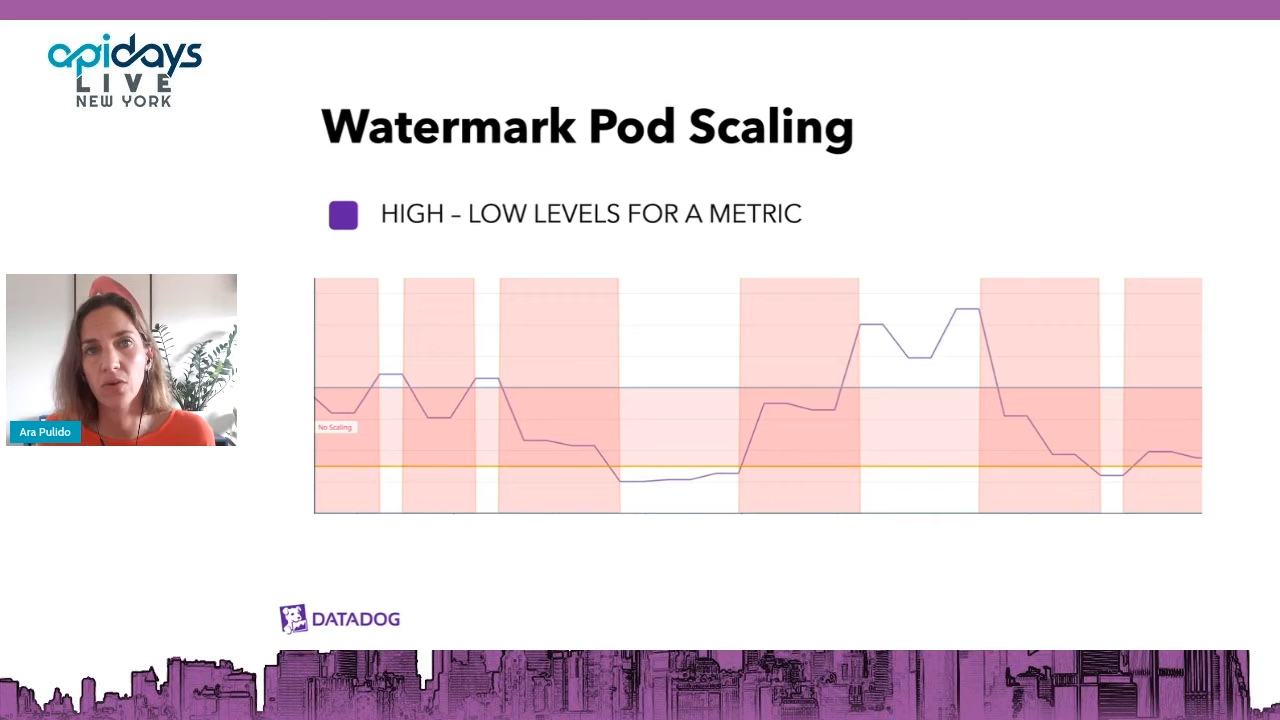 apidays
LIVE
NEW YORK
Watermark Pod Scaling
HIGH – LOW LEVELS FOR A METRIC
No Scaling
Ara Pulido
DATADOG